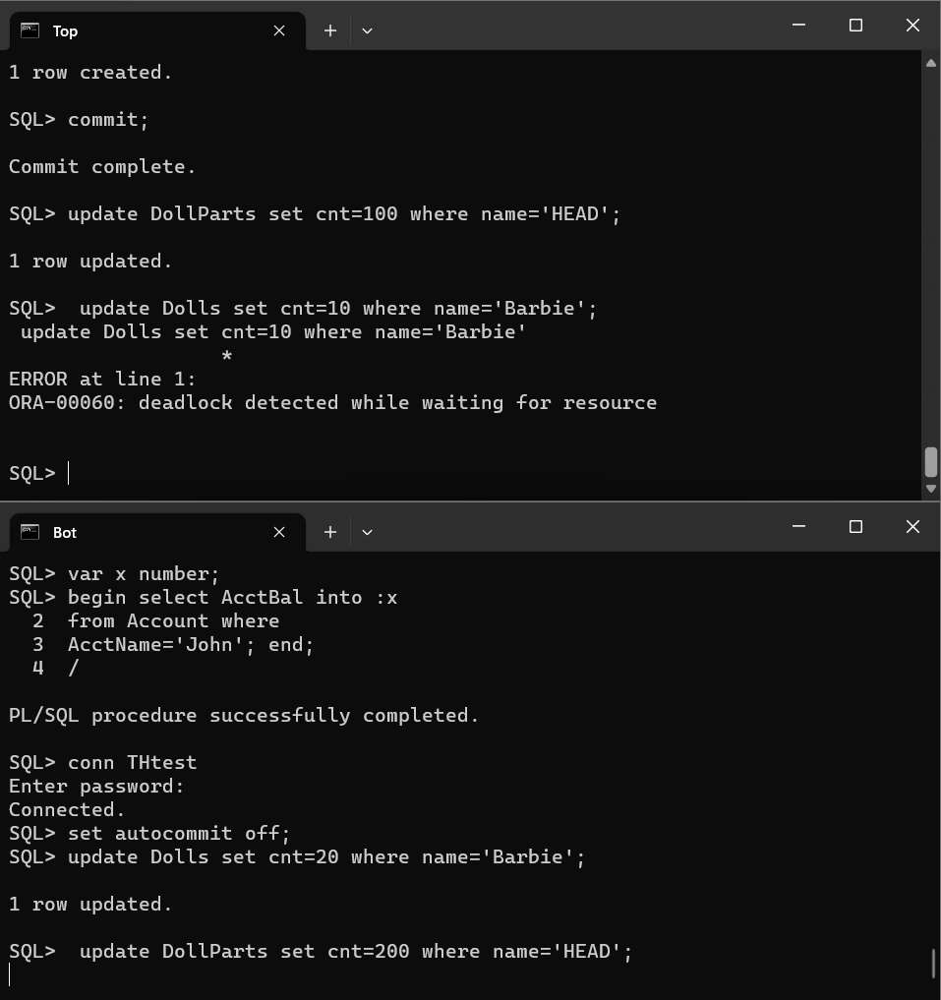 Top
1 row created.
SQL> commit;
Commit complete.
SQL> update DollParts set cnt=100 where name='HEAD';
1 row updated.
SQL>  update Dolls set cnt=10 where name='Barbie';
 update Dolls set cnt=10 where name='Barbie'
                  *
ERROR at line 1:
ORA-00060: deadlock detected while waiting for resource
SQL>
Bot
SQL> var x number;
SQL> begin select AcctBal into :x
  2  from Account where
  3  AcctName='John'; end;
  4  /
PL/SQL procedure successfully completed.
SQL> conn THtest
Enter password:
Connected.
SQL> set autocommit off;
SQL> update Dolls set cnt=20 where name='Barbie';
1 row updated.
SQL>  update DollParts set cnt=200 where name='HEAD';